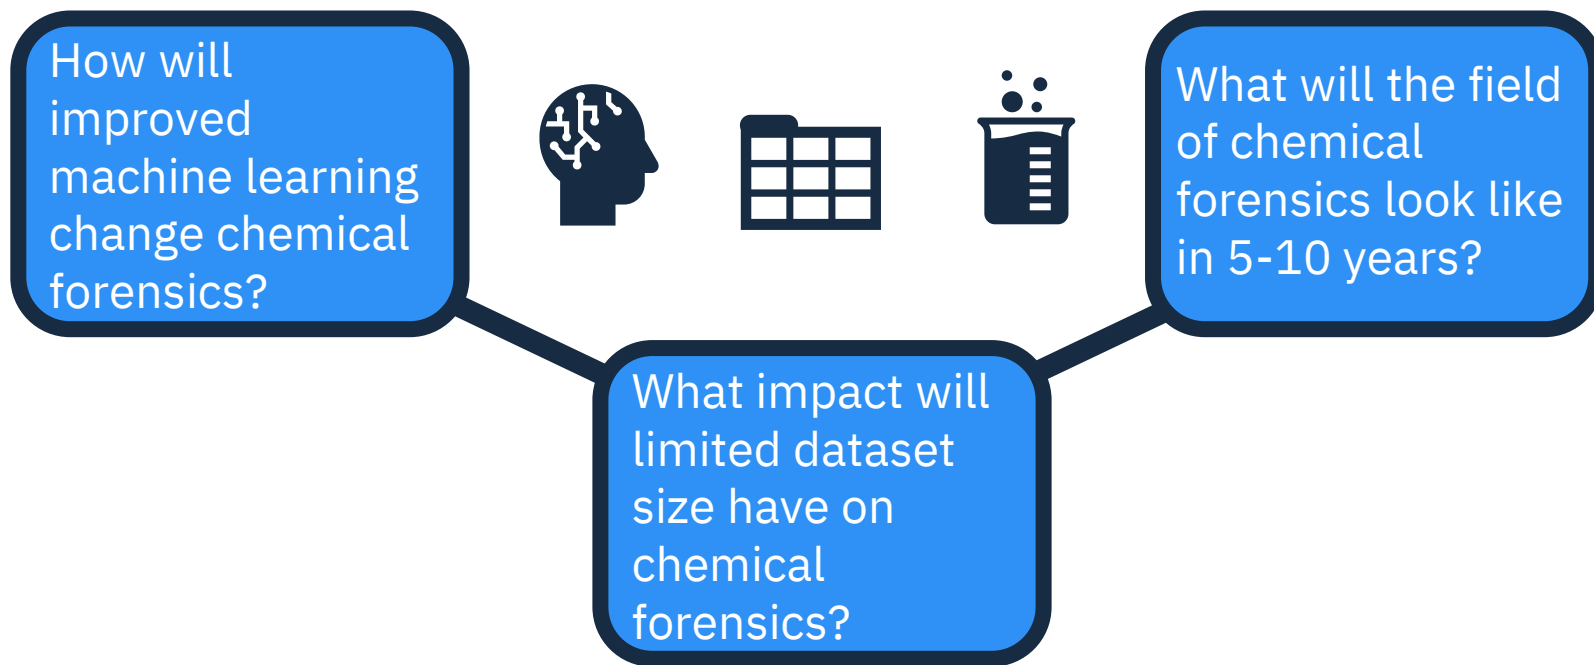 How will
improved
machine learning
change chemical
forensics?
What impact will
limited dataset
size have on
chemical
forensics?
What will the field
of chemical
forensics look like
in 5-10 years?